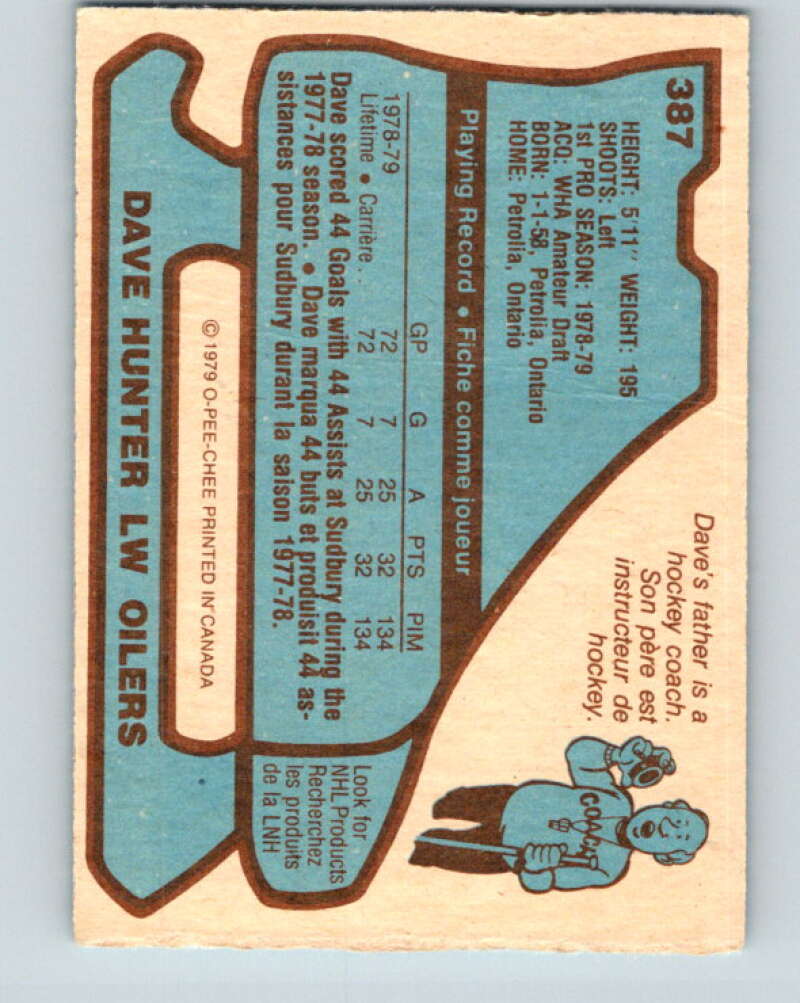 387
HEIGHT: 5'11" WEIGHT: 195
SHOOTS: Left
1st PRO SEASON: 1978-79
ACQ: WHA Amateur Draft
BORN: 1-1-58, Petrolia, Ontario
HOME: Petrolia, Ontario
Dave's father is a
hockey coach.
Son père est
instructeur de
hockey.
COACH
Playing Record • Fiche comme joueur
GP G A PTS PIM
1978-79 72 7 25 32 134
Lifetime • Carrière . . 72 7 25 32 134
Dave scored 44 Goals with 44 Assists at Sudbury during the
1977-78 season. • Dave marqua 44 buts et produisit 44 as-
sistances pour Sudbury durant la saison 1977-78.
Look for
NHL Products
Recherchez
les produits
de la LNH
© 1979 O-PEE-CHEE PRINTED IN CANADA
DAVE HUNTER LW OILERS